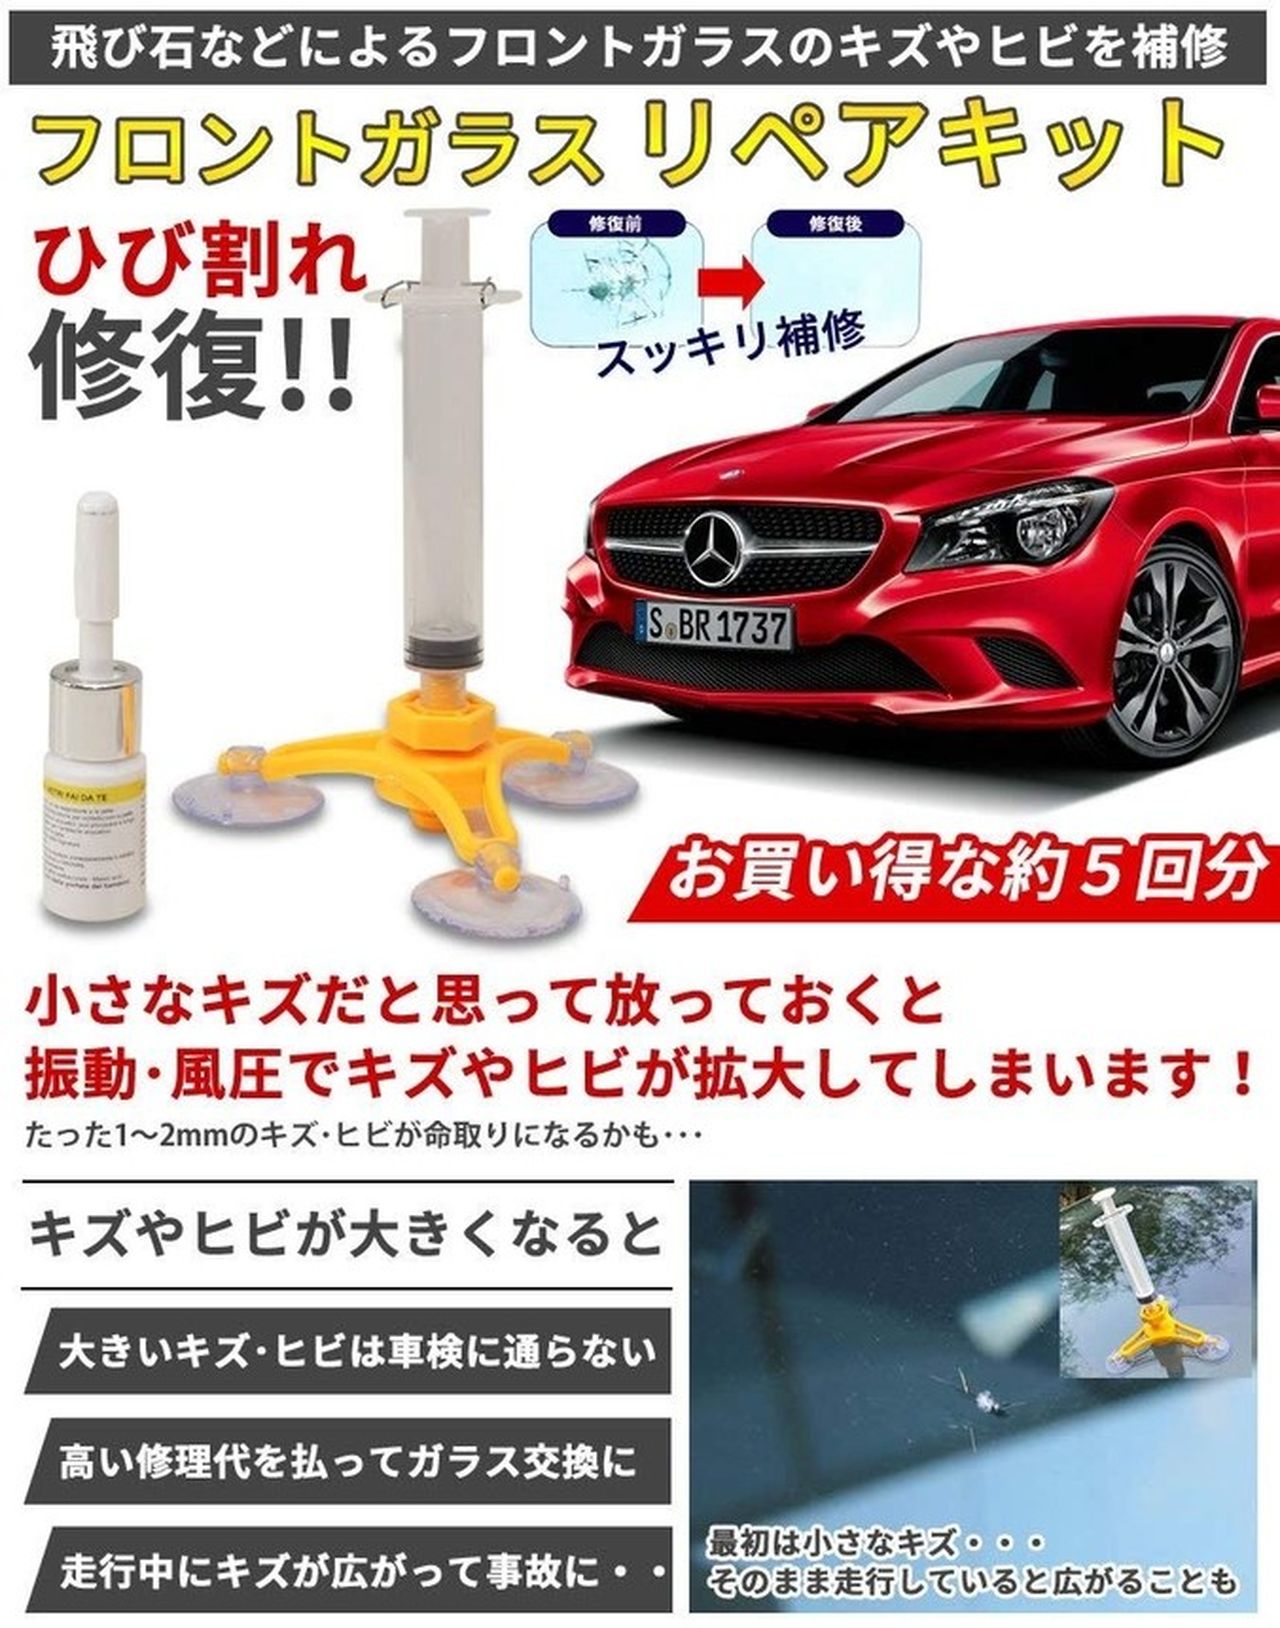 飛び石などによるフロントガラスのキズやヒビを補修
フロントガラス リペアキット
ひび割れ
修復!!
修復前
修復後
スッキリ補修
S BR 1737
VETRI FAI DA TE
お買い得な約５回分
小さなキズだと思って放っておくと
振動･風圧でキズやヒビが拡大してしまいます！
たった1〜2mmのキズ･ヒビが命取りになるかも･･･
キズやヒビが大きくなると
大きいキズ･ヒビは車検に通らない
高い修理代を払ってガラス交換に
走行中にキズが広がって事故に・・
最初は小さなキズ・・・
そのまま走行していると広がることも